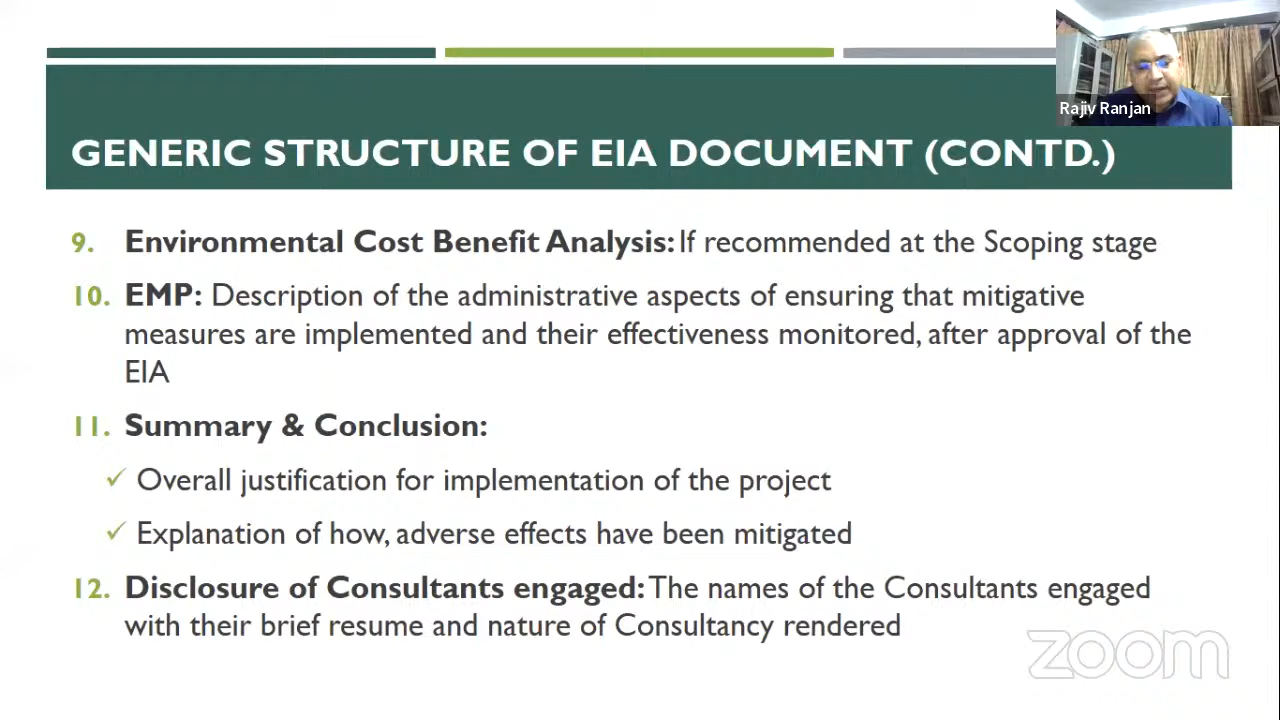 Rajiv Ranjan
GENERIC STRUCTURE OF EIA DOCUMENT (CONTD.)
9. Environmental Cost Benefit Analysis: If recommended at the Scoping stage
10. EMP: Description of the administrative aspects of ensuring that mitigative
measures are implemented and their effectiveness monitored, after approval of the
EIA
11. Summary & Conclusion:
✓ Overall justification for implementation of the project
✓ Explanation of how, adverse effects have been mitigated
12. Disclosure of Consultants engaged: The names of the Consultants engaged
with their brief resume and nature of Consultancy rendered
zoom